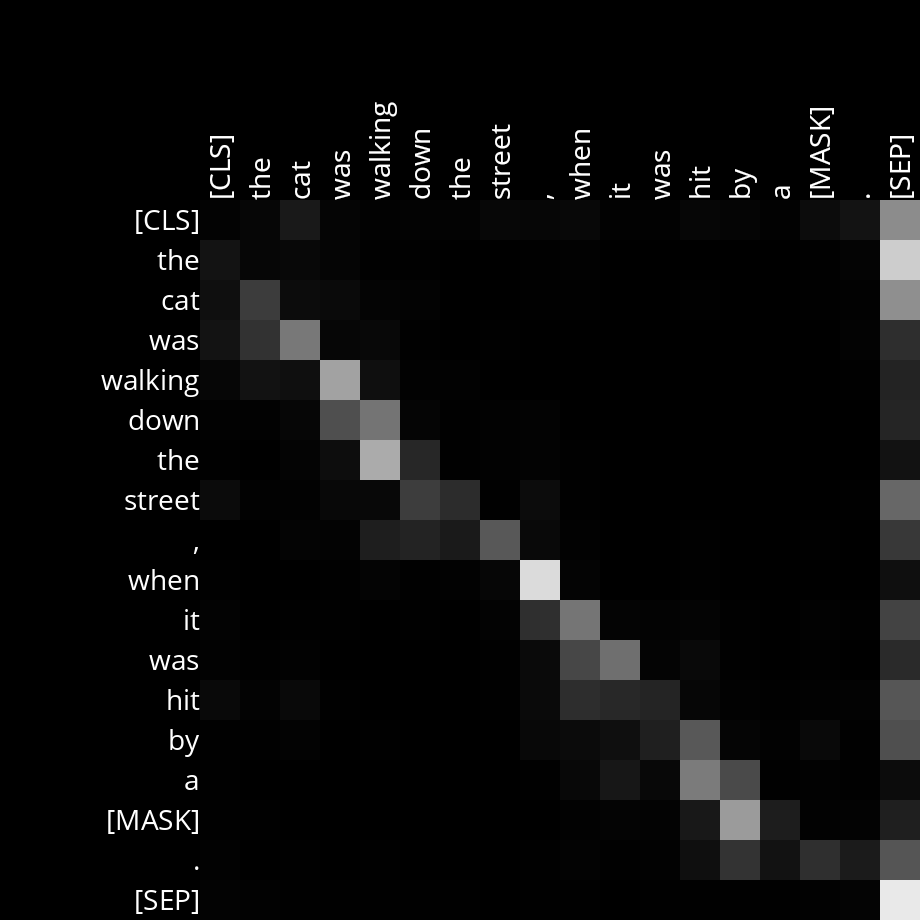 [CLS] the cat was walking down the street , when it was hit by a [MASK] . [SEP]
[CLS]
the
cat
was
walking
down
the
street
,
when
it
was
hit
by
a
[MASK]
.
[SEP]